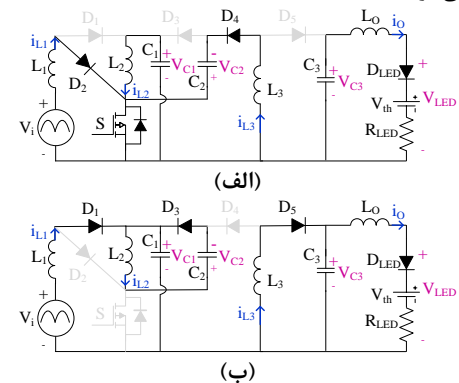 D1 D3 D4 D5 LO iO
iL1 L1 D2 L2 C1 + VC1 - - VC2 + C2 C3 + VC3 - DLED +
iL2 L3 Vth VLED
+ Vi - S iL3 RLED -
(الف)
D1 D3 D4 D5 LO iO
iL1 L1 D2 L2 C1 + VC1 - - VC2 + C2 C3 + VC3 - DLED +
iL2 L3 Vth VLED
+ Vi - S iL3 RLED -
(ب)